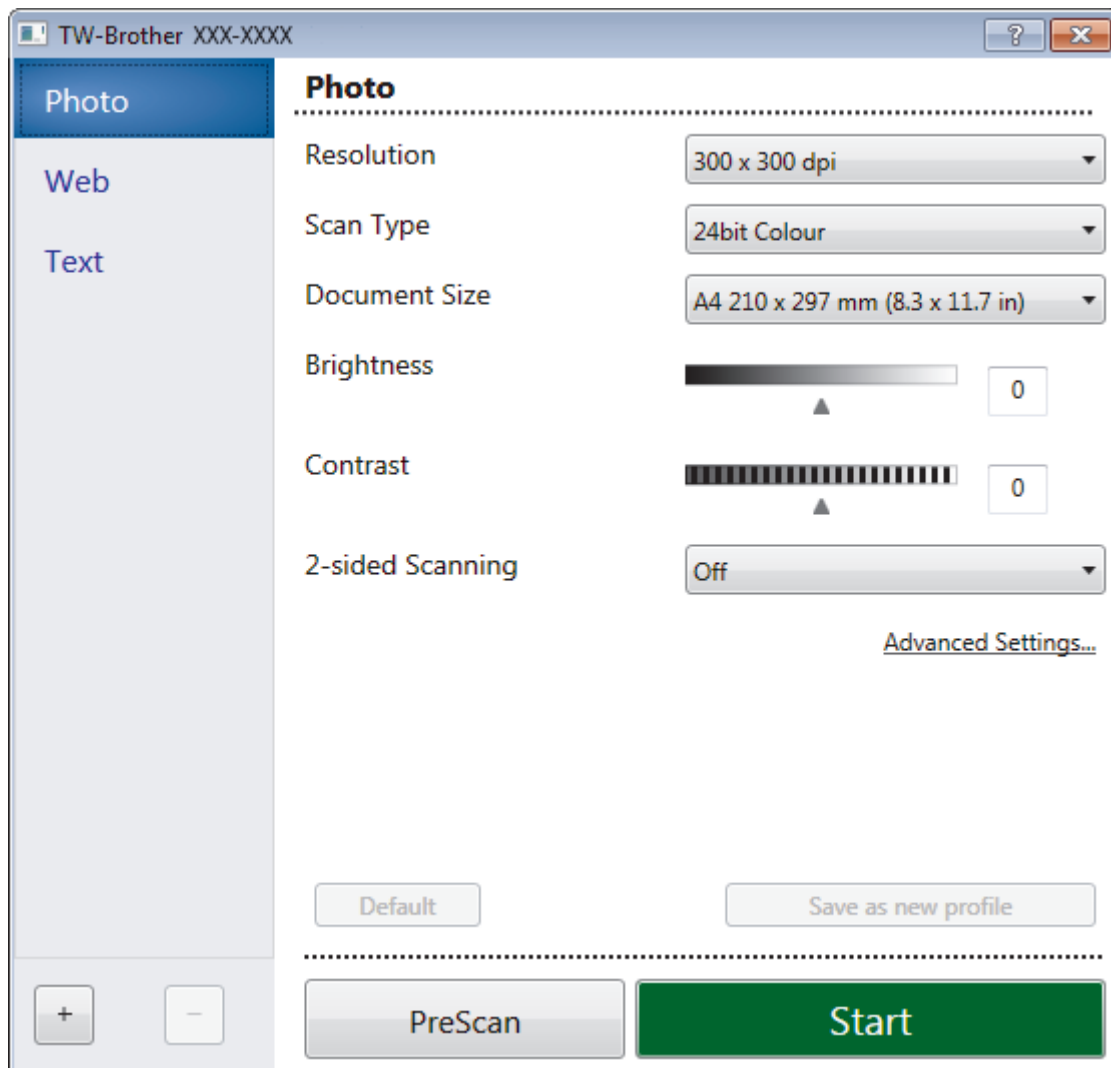 TW-Brother XXX-XXXX
?
Photo
Web
Text
Photo
Resolution
300 x 300 dpi
Scan Type
24bit Colour
Document Size
A4 210 x 297 mm (8.3 x 11.7 in)
Brightness
0
Contrast
0
2-sided Scanning
Off
Advanced Settings...
Default
Save as new profile
+
−
PreScan
Start